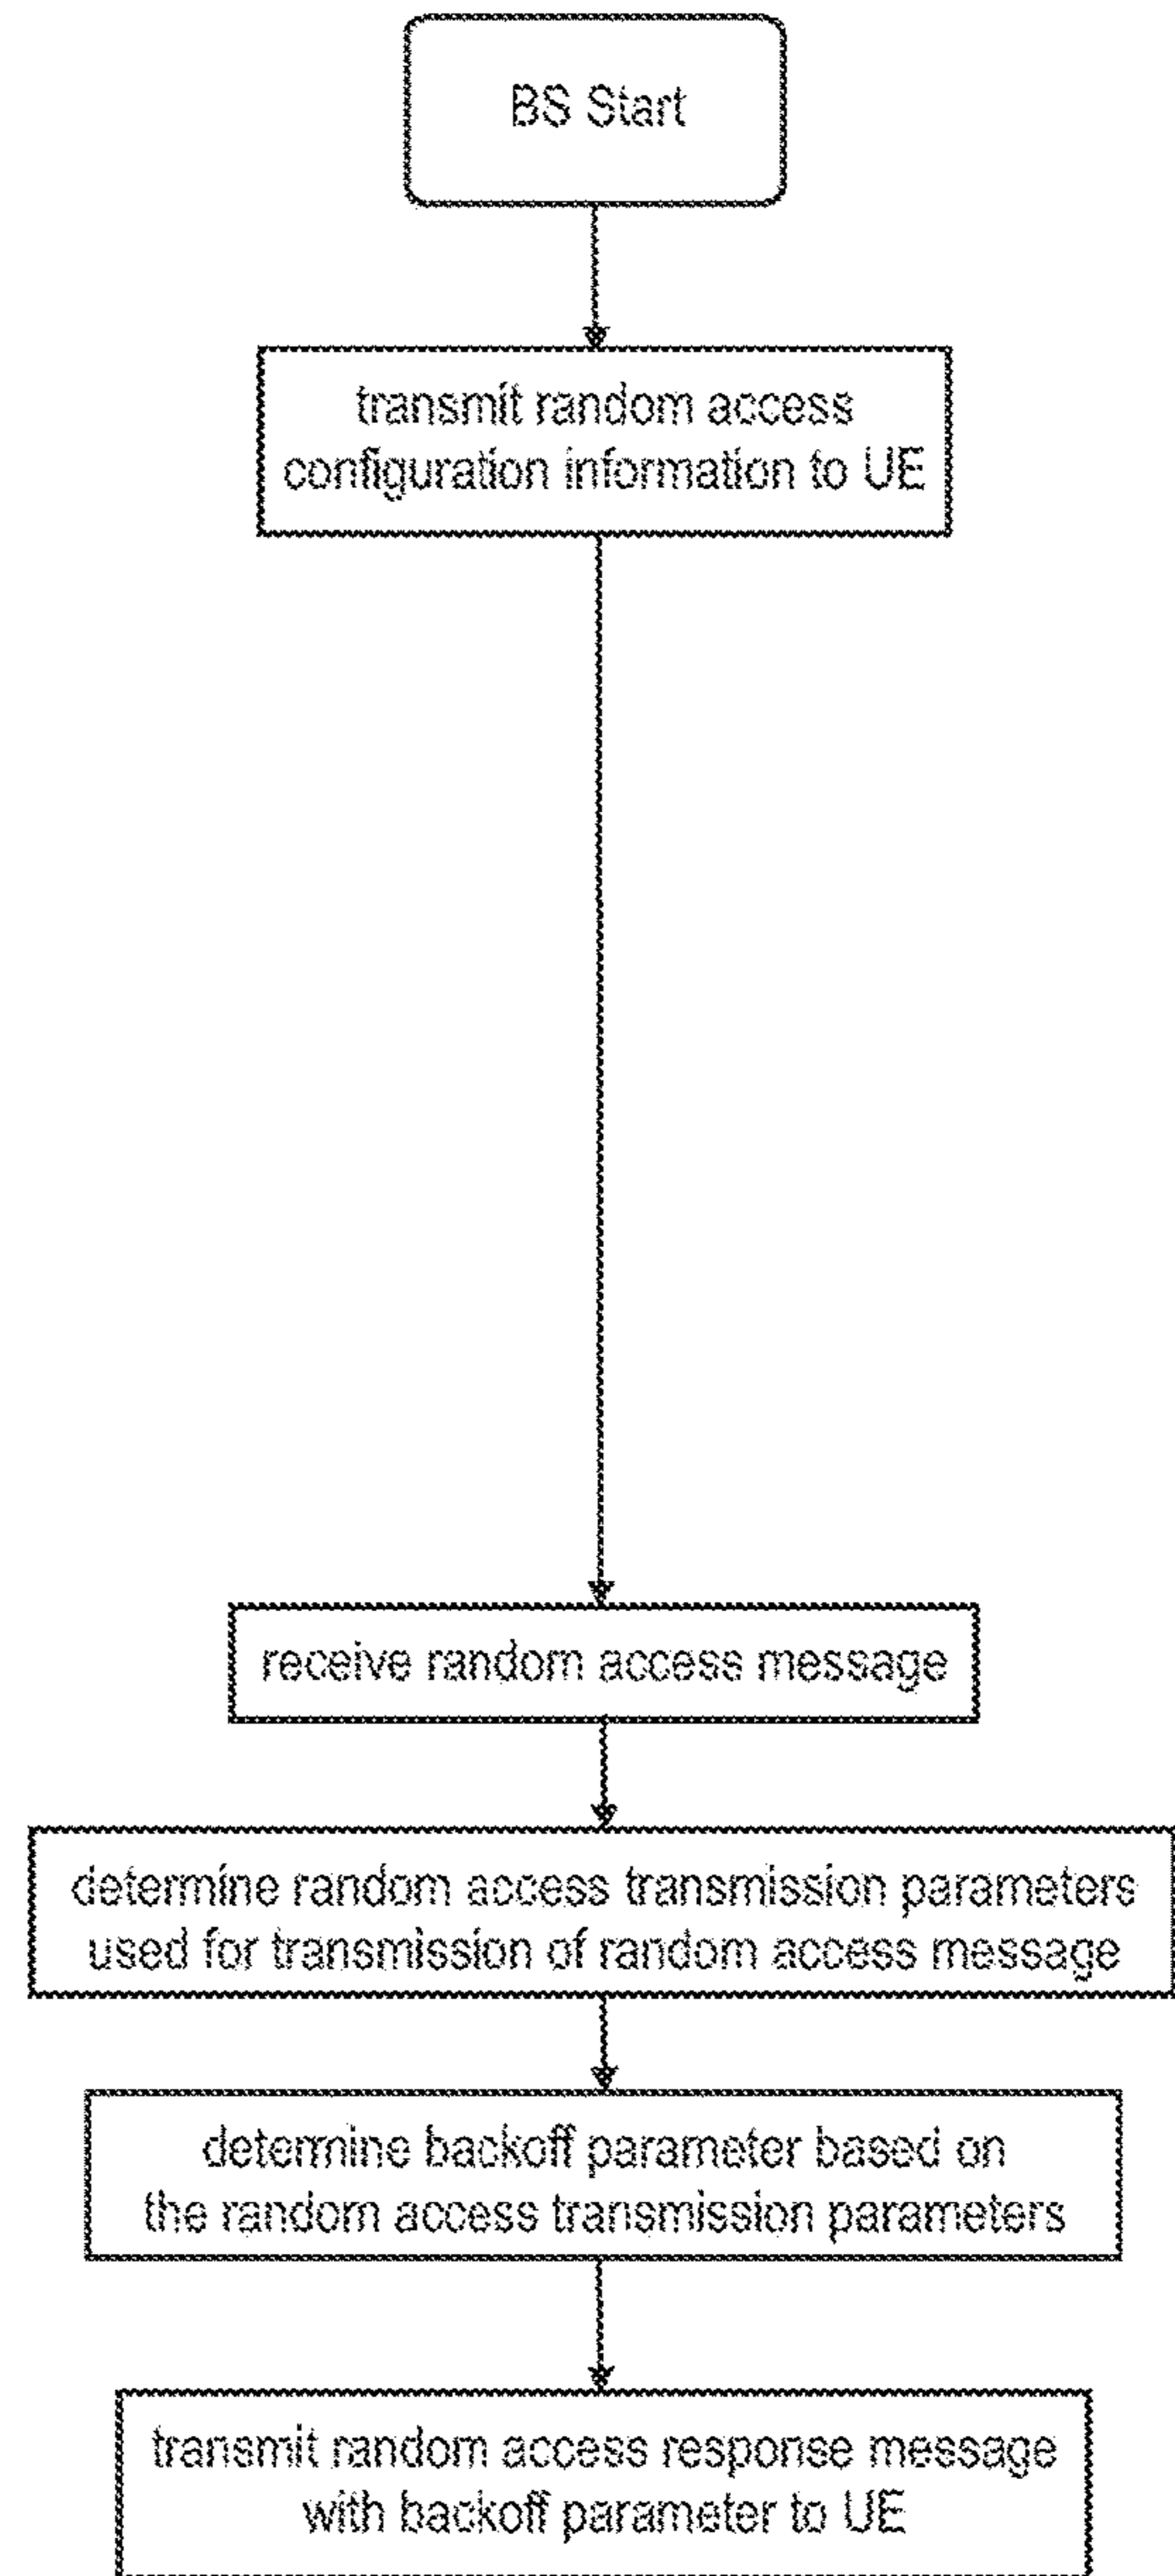 BS Start
transmit random access
configuration information to UE
receive random access message
determine random access transmission parameters
used for transmission of random access message
determine backoff parameter based on
the random access transmission parameters
transmit random access response message
with backoff parameter to UE